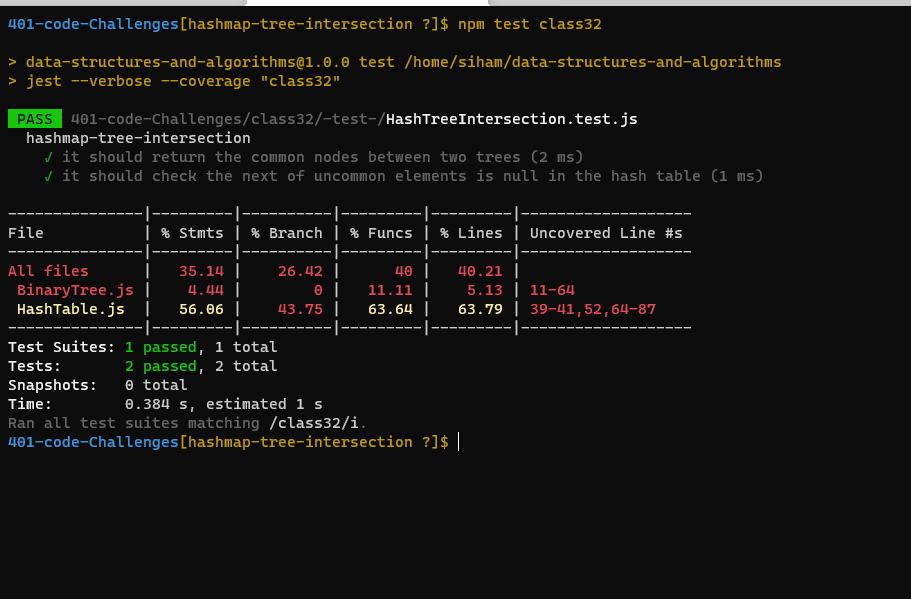 401-code-Challenges[hashmap-tree-intersection ?]$ npm test class32
> data-structures-and-algorithms@1.0.0 test /home/siham/data-structures-and-algorithms
> jest --verbose --coverage "class32"
PASS 401-code-Challenges/class32/-test-/HashTreeIntersection.test.js
  hashmap-tree-intersection
    √ it should return the common nodes between two trees (2 ms)
    √ it should check the next of uncommon elements is null in the hash table (1 ms)
---------------|---------|----------|---------|---------|-------------------
File           | % Stmts | % Branch | % Funcs | % Lines | Uncovered Line #s
---------------|---------|----------|---------|---------|-------------------
All files      |   35.14 |    26.42 |      40 |   40.21 |
 BinaryTree.js |    4.44 |        0 |   11.11 |    5.13 | 11-64
 HashTable.js  |   56.06 |    43.75 |   63.64 |   63.79 | 39-41,52,64-87
---------------|---------|----------|---------|---------|-------------------
Test Suites: 1 passed, 1 total
Tests:       2 passed, 2 total
Snapshots:   0 total
Time:        0.384 s, estimated 1 s
Ran all test suites matching /class32/i.
401-code-Challenges[hashmap-tree-intersection ?]$